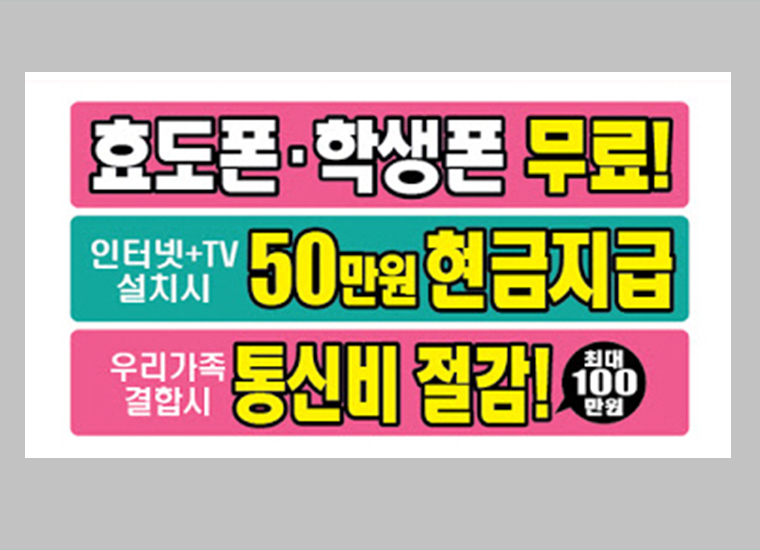 효도폰·학생폰 무료!
인터넷+TV
설치시
50만원 현금지급
우리가족
결합시
통신비 절감!
최대
100
만원